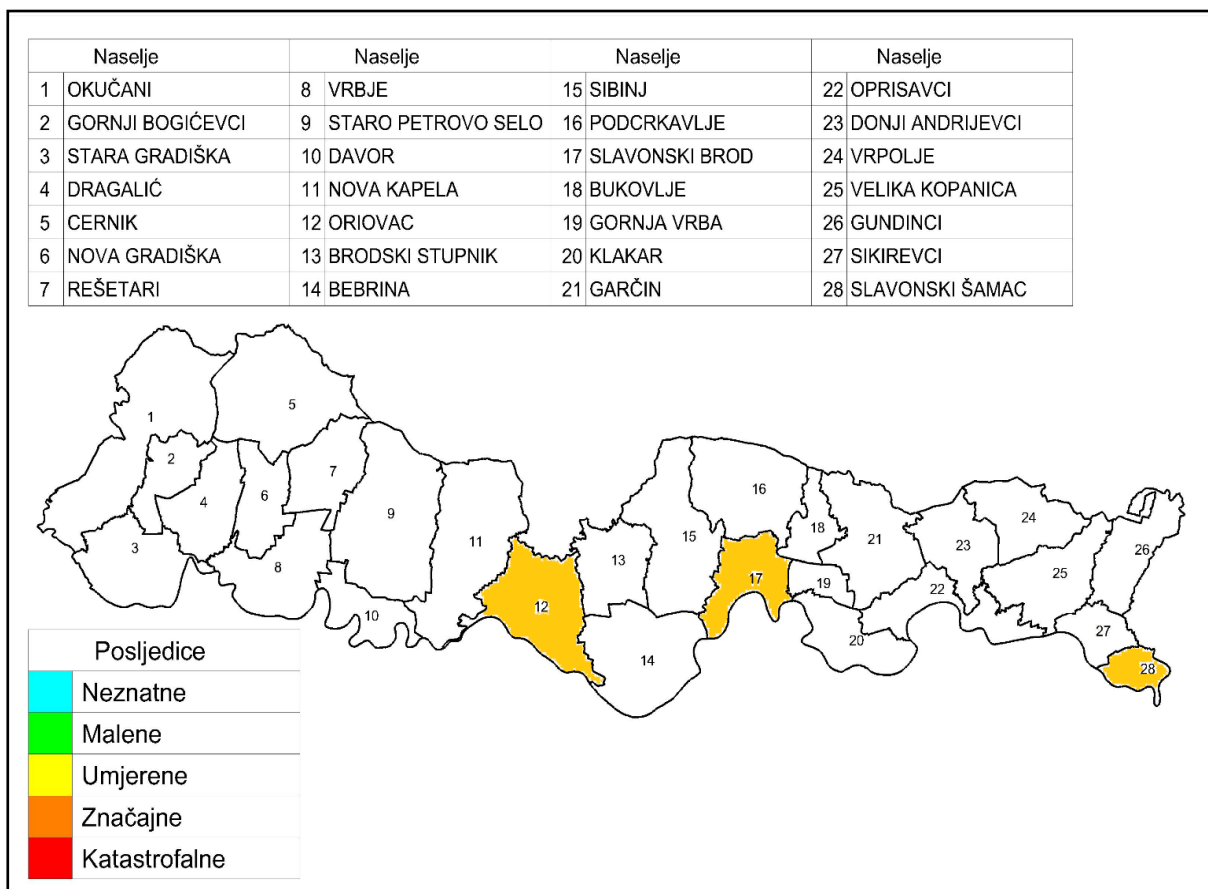 Naselje Naselje Naselje Naselje
1 OKUČANI 8 VRBJE 15 SIBINJ 22 OPRISAVCI
2 GORNJI BOGIĆEVCI 9 STARO PETROVO SELO 16 PODCRKAVLJE 23 DONJI ANDRIJEVCI
3 STARA GRADIŠKA 10 DAVOR 17 SLAVONSKI BROD 24 VRPOLJE
4 DRAGALIĆ 11 NOVA KAPELA 18 BUKOVLJE 25 VELIKA KOPANICA
5 CERNIK 12 ORIOVAC 19 GORNJA VRBA 26 GUNDINCI
6 NOVA GRADIŠKA 13 BRODSKI STUPNIK 20 KLAKAR 27 SIKIREVCI
7 REŠETARI 14 BEBRINA 21 GARČIN 28 SLAVONSKI ŠAMAC
1
5
2
4
6
7
3
8
9
10
11
12
13
14
15
16
17
18
19
20
21
22
23
24
25
26
27
28
Posljedice
Neznatne
Malene
Umjerene
Značajne
Katastrofalne